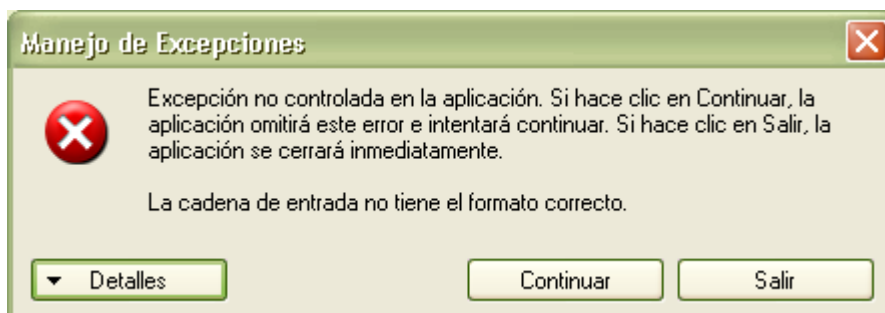 Manejo de Excepciones
Excepción no controlada en la aplicación. Si hace clic en Continuar, la
aplicación omitirá este error e intentará continuar. Si hace clic en Salir, la
aplicación se cerrará inmediatamente.
La cadena de entrada no tiene el formato correcto.
Detalles
Continuar
Salir